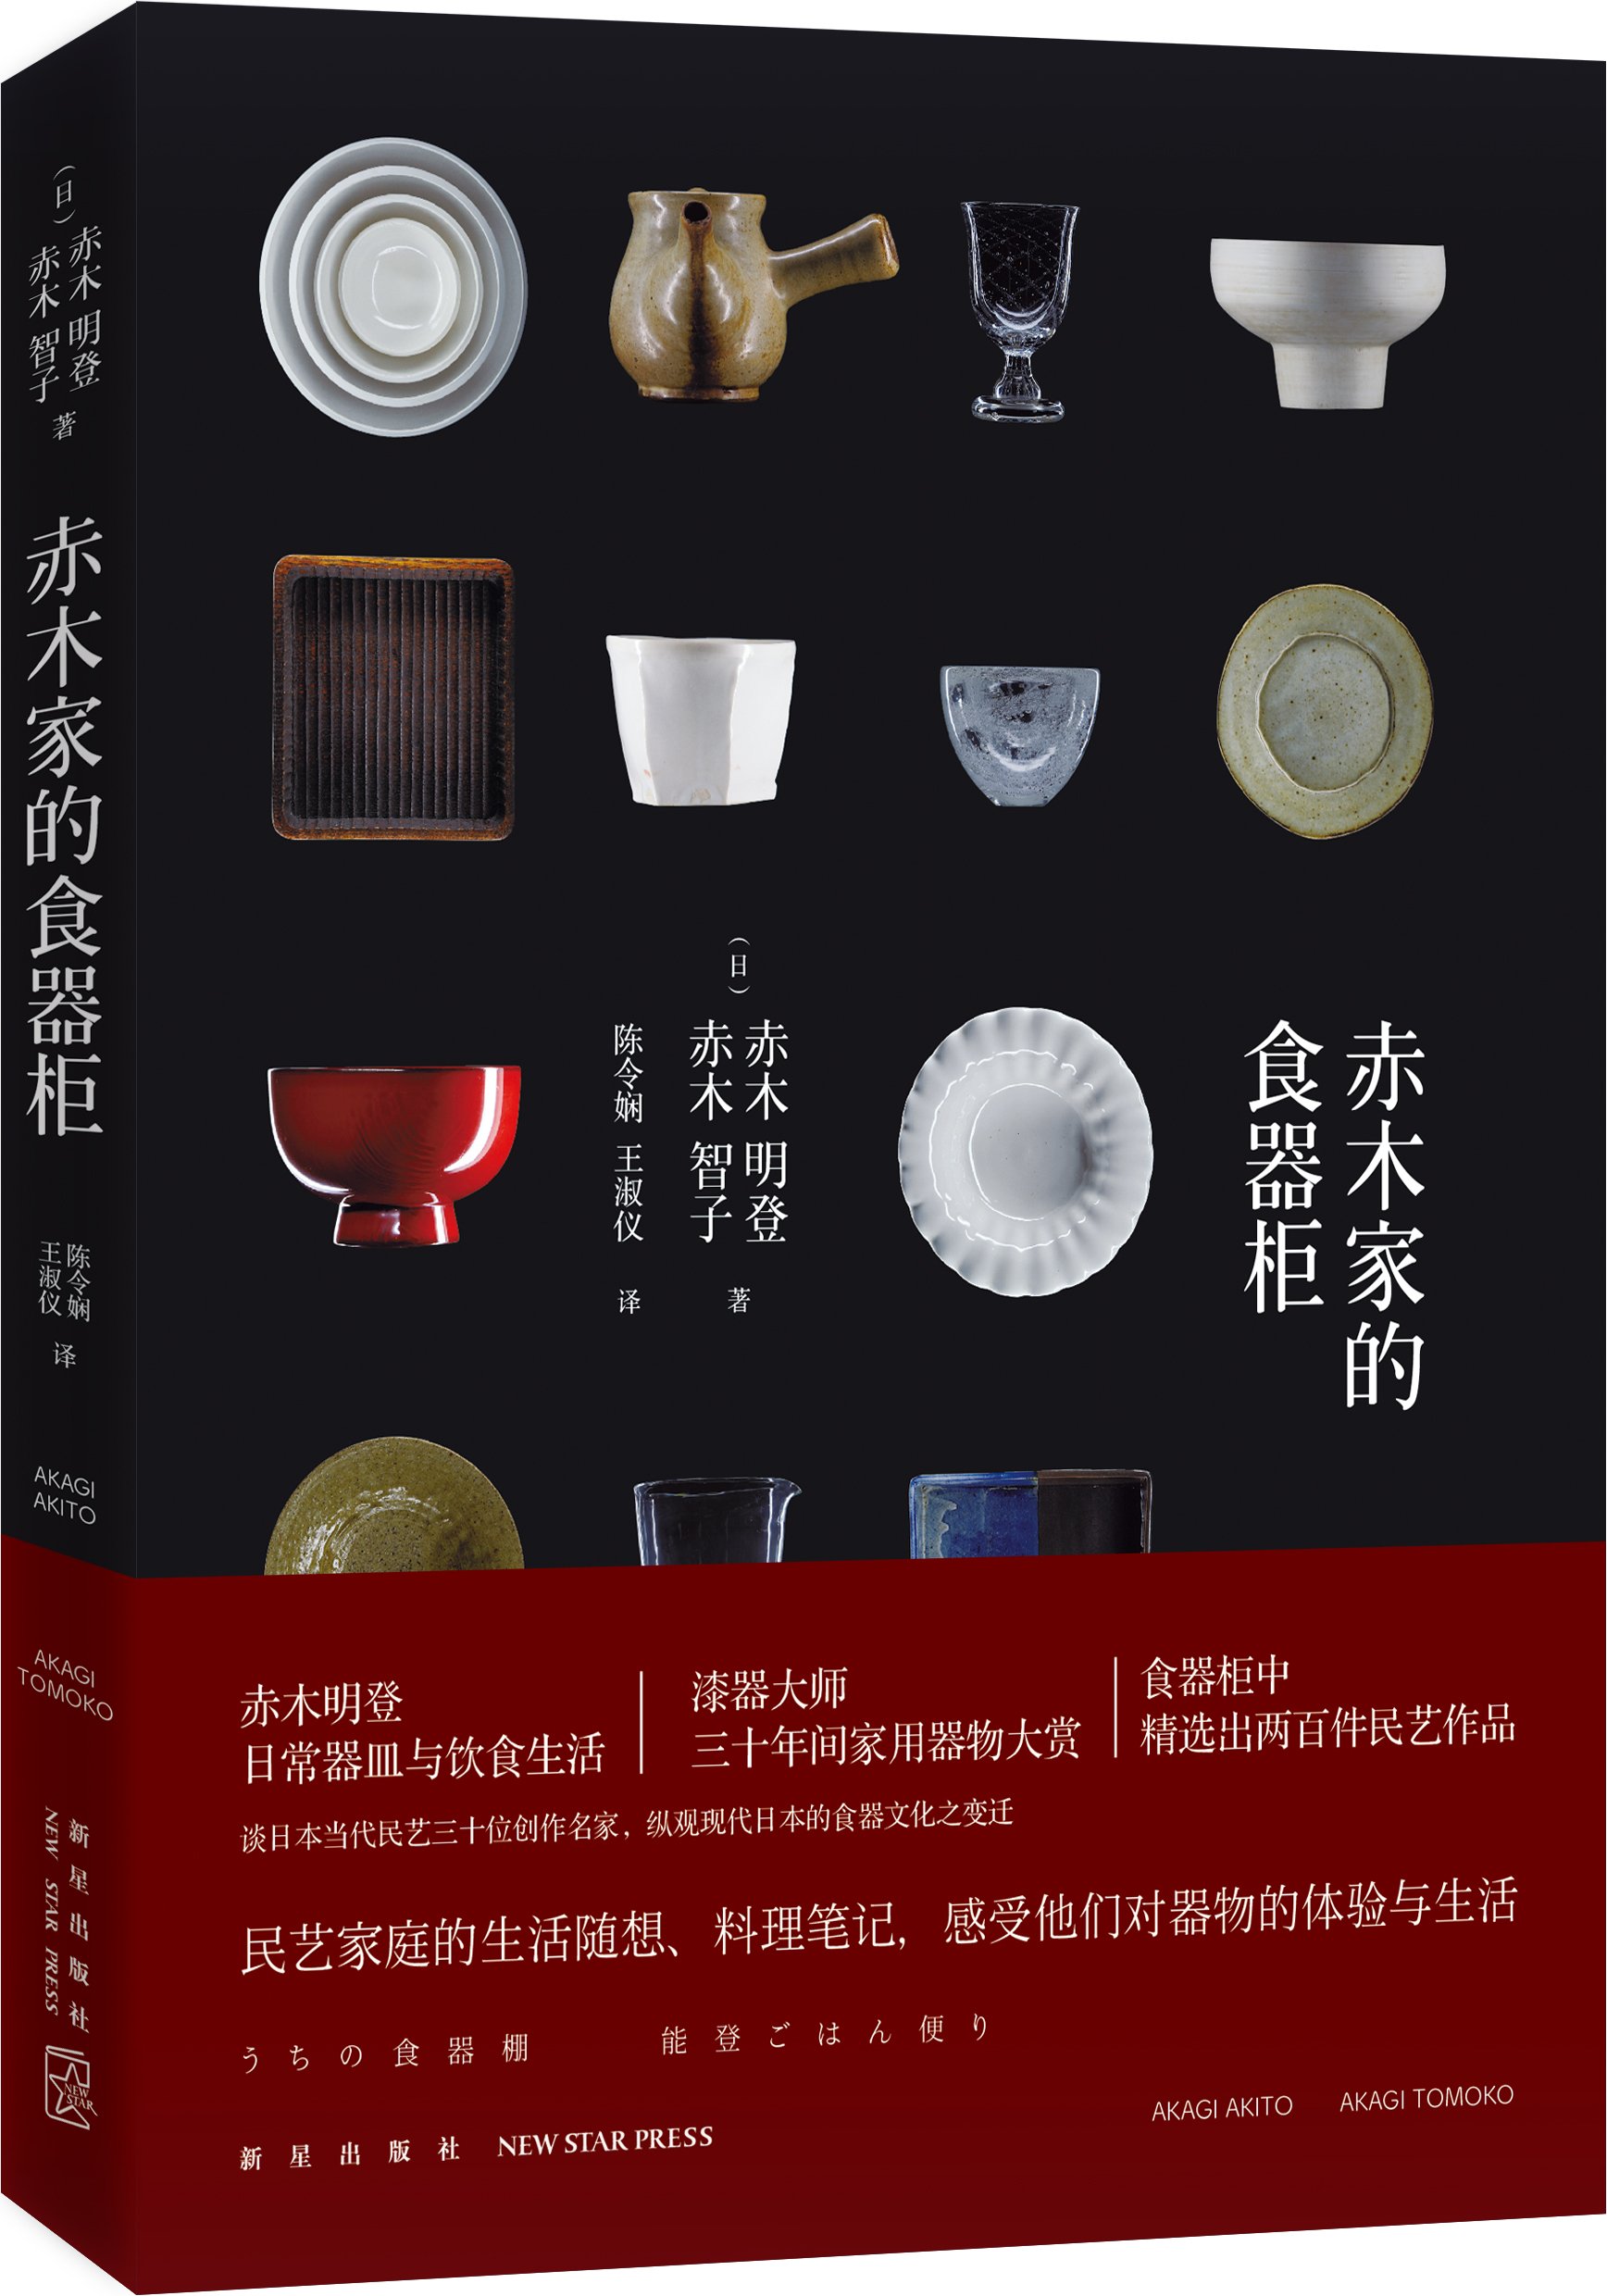 (日)
赤木 明登
赤木 智子
著
赤木家的食器柜
陈令娴
王淑仪
译
AKAGI
AKITO
AKAGI
TOMOKO
新星出版社
NEW STAR PRESS
NEW
STAR
赤木家的
食器柜
(日)
赤木 明登
赤木 智子
著
陈令娴 王淑仪 译
赤木明登
日常器皿与饮食生活
漆器大师
三十年间家用器物大赏
食器柜中
精选出两百件民艺作品
谈日本当代民艺三十位创作名家，纵观现代日本的食器文化之变迁
民艺家庭的生活随想、料理笔记，感受他们对器物的体验与生活
うちの食器棚 能登ごはん便り
AKAGI AKITO AKAGI TOMOKO
新星出版社 NEW STAR PRESS